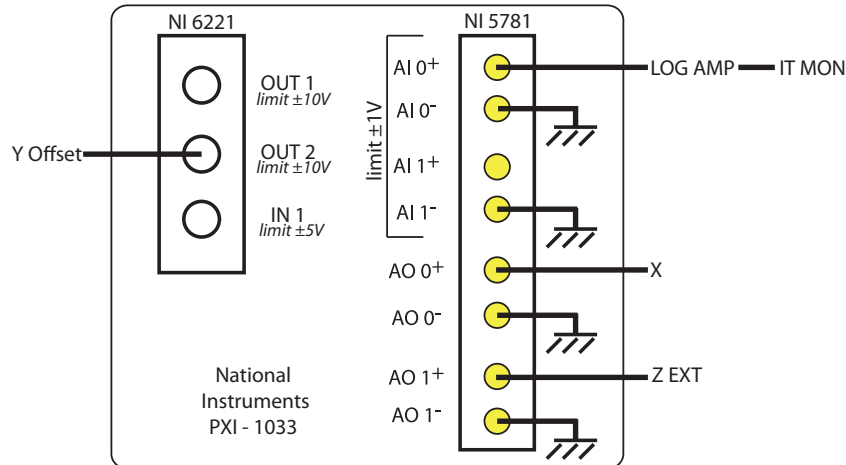 NI 6221
NI 5781
OUT 1
limit ±10V
Y Offset
OUT 2
limit ±10V
IN 1
limit ±5V
limit ±1V
AI 0+
LOG AMP
IT MON
AI 0-
AI 1+
AI 1-
AO 0+
X
AO 0-
AO 1+
Z EXT
AO 1-
National
Instruments
PXI - 1033